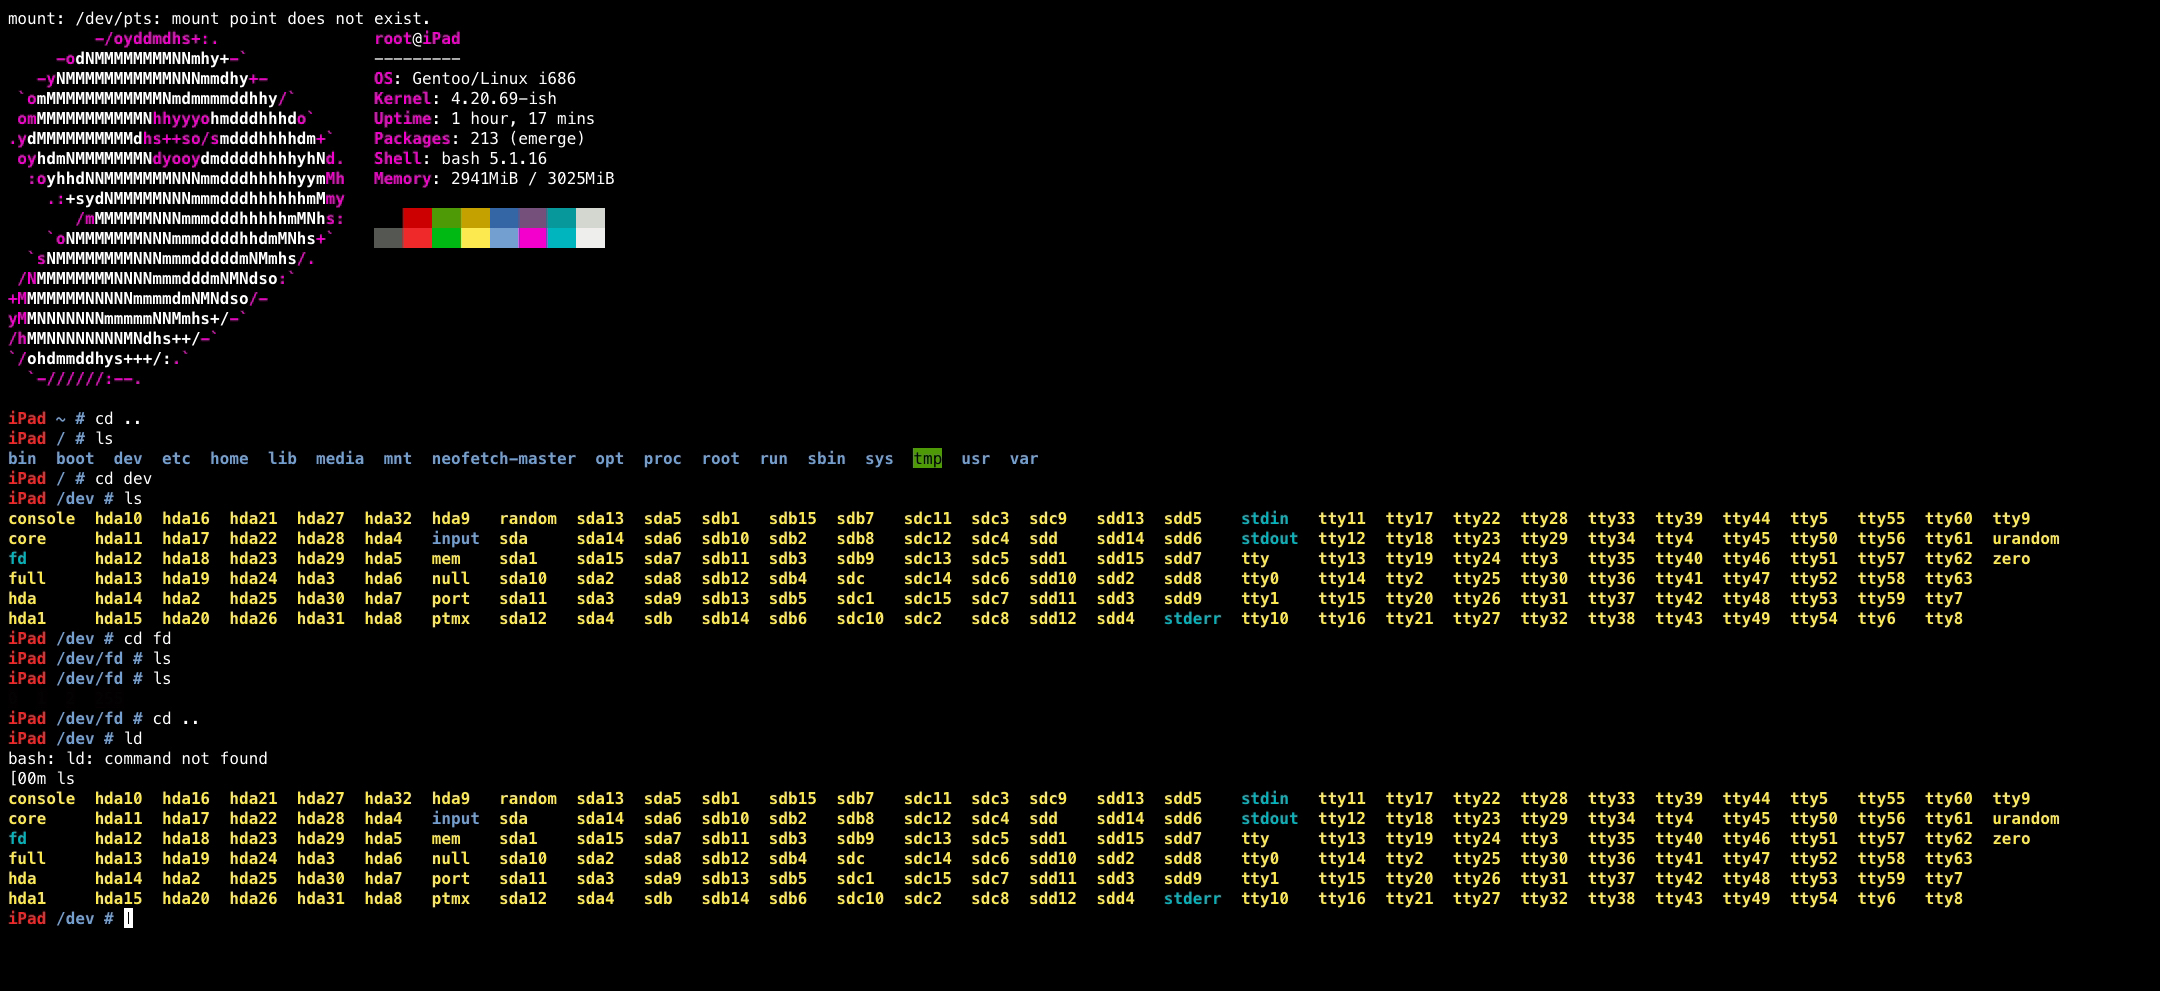 mount: /dev/pts: mount point does not exist.
         -/oyddmdhs+:.                root@iPad
     -odNMMMMMMMMNNmhy+-`             ---------
   -yNMMMMMMMMMMMNNNmmdhy+-           OS: Gentoo/Linux i686
 `omMMMMMMMMMMMMNmdmmmmddhhy/`        Kernel: 4.20.69-ish
 omMMMMMMMMMMMNhhyyyohmdddhhhdo`      Uptime: 1 hour, 17 mins
.ydMMMMMMMMMMdhs++so/smdddhhhhdm+`    Packages: 213 (emerge)
 oyhdmNMMMMMMMNdyooydmddddhhhhyhNd.   Shell: bash 5.1.16
  :oyhhdNNMMMMMMMNNNmmdddhhhhhyymMh   Memory: 2941MiB / 3025MiB
    .:+sydNMMMMMNNNmmmdddhhhhhhmMmy
       /mMMMMMMNNNmmmdddhhhhhmMNhs:
    `oNMMMMMMMNNNmmmddddhhdmMNhs+`
  `sNMMMMMMMMNNNmmmdddddmNMmhs/.
 /NMMMMMMMMNNNNmmmdddmNMNdso:`
+MMMMMMMNNNNNmmmmdmNMNdso/-
yMMNNNNNNNmmmmmNNMmhs+/-`
/hMMNNNNNNNNMNdhs++/-`
`/ohdmmddhys+++/:.`
  `-//////:--.
iPad ~ # cd ..
iPad / # ls
bin  boot  dev  etc  home  lib  media  mnt  neofetch-master  opt  proc  root  run  sbin  sys  tmp  usr  var
iPad / # cd dev
iPad /dev # ls
console  hda10  hda16  hda21  hda27  hda32  hda9   random  sda13  sda5  sdb1   sdb15  sdb7   sdc11  sdc3  sdc9   sdd13  sdd5    stdin   tty11  tty17  tty22  tty28  tty33  tty39  tty44  tty5   tty55  tty60  tty9
core     hda11  hda17  hda22  hda28  hda4   input  sda     sda14  sda6  sdb10  sdb2   sdb8   sdc12  sdc4  sdd    sdd14  sdd6    stdout  tty12  tty18  tty23  tty29  tty34  tty4   tty45  tty50  tty56  tty61  urandom
fd       hda12  hda18  hda23  hda29  hda5   mem    sda1    sda15  sda7  sdb11  sdb3   sdb9   sdc13  sdc5  sdd1   sdd15  sdd7    tty     tty13  tty19  tty24  tty3   tty35  tty40  tty46  tty51  tty57  tty62  zero
full     hda13  hda19  hda24  hda3   hda6   null   sda10   sda2   sda8  sdb12  sdb4   sdc    sdc14  sdc6  sdd10  sdd2   sdd8    tty0    tty14  tty2   tty25  tty30  tty36  tty41  tty47  tty52  tty58  tty63
hda      hda14  hda2   hda25  hda30  hda7   port   sda11   sda3   sda9  sdb13  sdb5   sdc1   sdc15  sdc7  sdd11  sdd3   sdd9    tty1    tty15  tty20  tty26  tty31  tty37  tty42  tty48  tty53  tty59  tty7
hda1     hda15  hda20  hda26  hda31  hda8   ptmx   sda12   sda4   sdb   sdb14  sdb6   sdc10  sdc2   sdc8  sdd12  sdd4   stderr  tty10   tty16  tty21  tty27  tty32  tty38  tty43  tty49  tty54  tty6   tty8
iPad /dev # cd fd
iPad /dev/fd # ls
iPad /dev/fd # ls
iPad /dev/fd # cd ..
iPad /dev # ld
bash: ld: command not found
[00m ls
console  hda10  hda16  hda21  hda27  hda32  hda9   random  sda13  sda5  sdb1   sdb15  sdb7   sdc11  sdc3  sdc9   sdd13  sdd5    stdin   tty11  tty17  tty22  tty28  tty33  tty39  tty44  tty5   tty55  tty60  tty9
core     hda11  hda17  hda22  hda28  hda4   input  sda     sda14  sda6  sdb10  sdb2   sdb8   sdc12  sdc4  sdd    sdd14  sdd6    stdout  tty12  tty18  tty23  tty29  tty34  tty4   tty45  tty50  tty56  tty61  urandom
fd       hda12  hda18  hda23  hda29  hda5   mem    sda1    sda15  sda7  sdb11  sdb3   sdb9   sdc13  sdc5  sdd1   sdd15  sdd7    tty     tty13  tty19  tty24  tty3   tty35  tty40  tty46  tty51  tty57  tty62  zero
full     hda13  hda19  hda24  hda3   hda6   null   sda10   sda2   sda8  sdb12  sdb4   sdc    sdc14  sdc6  sdd10  sdd2   sdd8    tty0    tty14  tty2   tty25  tty30  tty36  tty41  tty47  tty52  tty58  tty63
hda      hda14  hda2   hda25  hda30  hda7   port   sda11   sda3   sda9  sdb13  sdb5   sdc1   sdc15  sdc7  sdd11  sdd3   sdd9    tty1    tty15  tty20  tty26  tty31  tty37  tty42  tty48  tty53  tty59  tty7
hda1     hda15  hda20  hda26  hda31  hda8   ptmx   sda12   sda4   sdb   sdb14  sdb6   sdc10  sdc2   sdc8  sdd12  sdd4   stderr  tty10   tty16  tty21  tty27  tty32  tty38  tty43  tty49  tty54  tty6   tty8
iPad /dev #